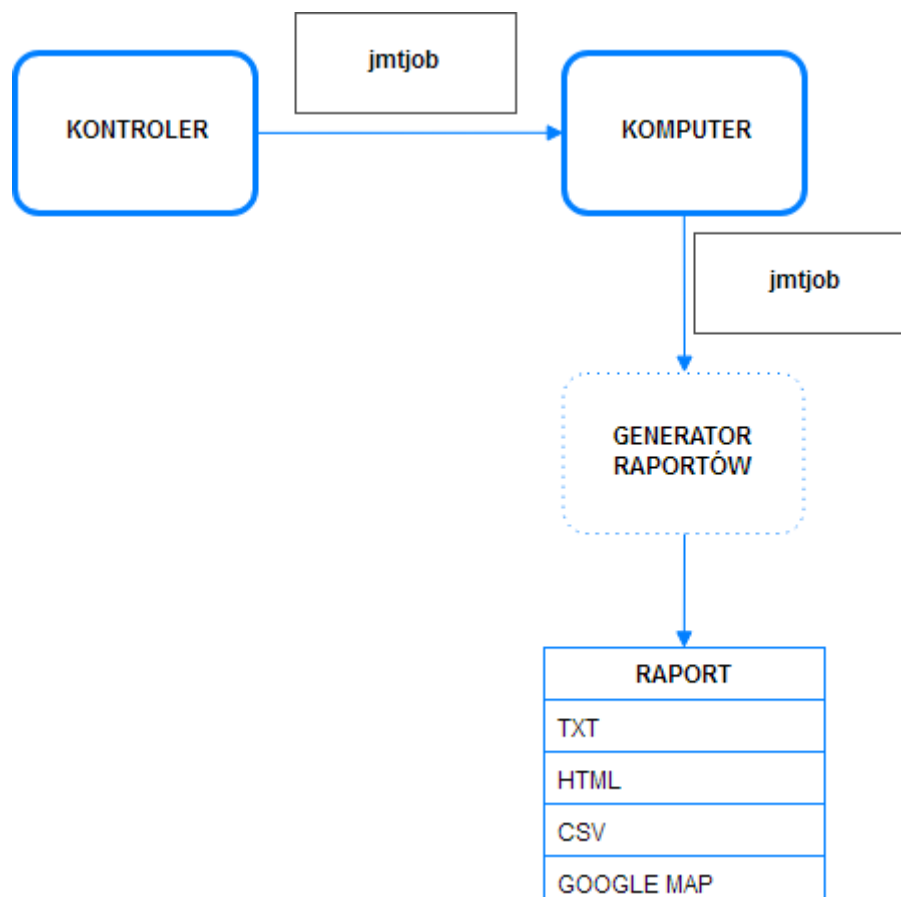 jmtjob
KONTROLER
KOMPUTER
jmtjob
GENERATOR
RAPORTÓW
RAPORT
TXT
HTML
CSV
GOOGLE MAP